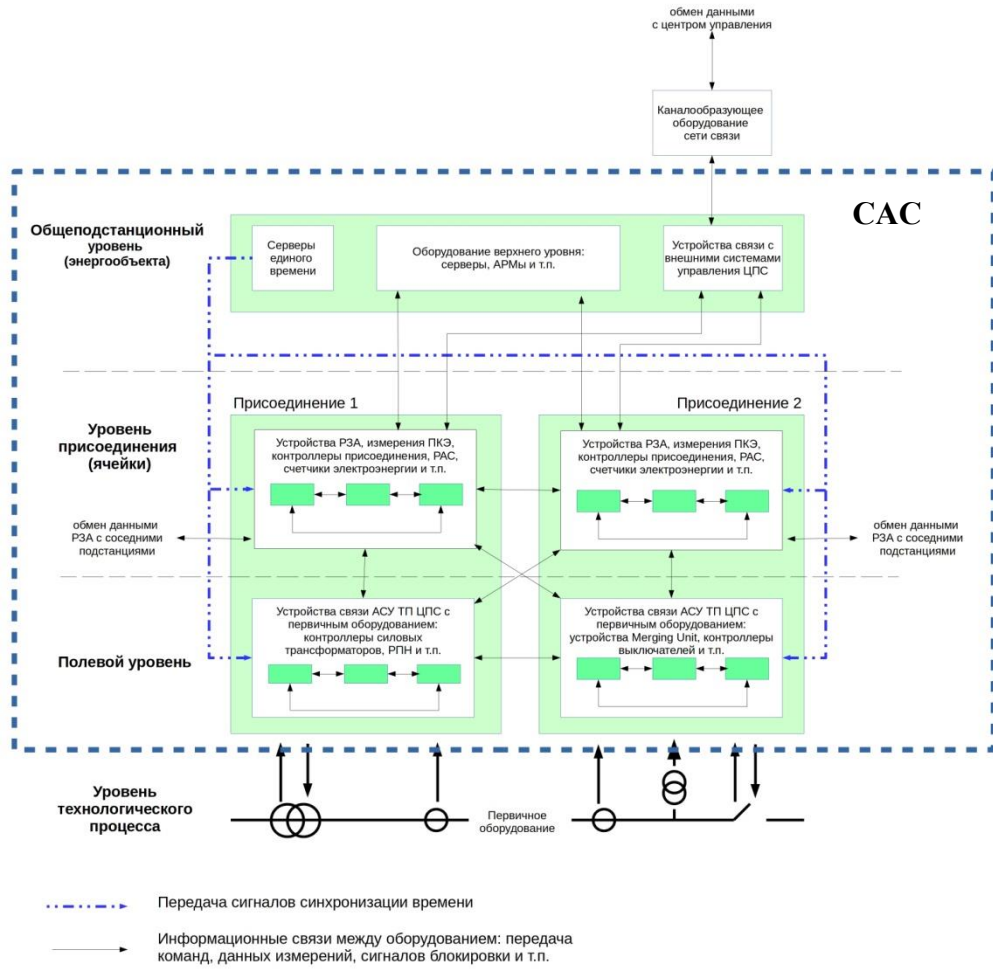 обмен данными
с центром управления
Каналообразующее
оборудование
сети связи
САС
Общеподстанционный
уровень
(энергообъекта)
Серверы
единого
времени
Оборудование верхнего уровня:
серверы, АРМы и т.п.
Устройства связи с
внешними системами
управления ЦПС
Присоединение 1
Присоединение 2
Уровень
присоединения
(ячейки)
Устройства РЗА, измерения ПКЭ,
контроллеры присоединения, РАС,
счетчики электроэнергии и т.п.
Устройства РЗА, измерения ПКЭ,
контроллеры присоединения, РАС,
счетчики электроэнергии и т.п.
обмен данными
РЗА с соседними
подстанциями
обмен данными
РЗА с соседними
подстанциями
Полевой уровень
Устройства связи АСУ ТП ЦПС с
первичным оборудованием:
контроллеры силовых
трансформаторов, РПН и т.п.
Устройства связи АСУ ТП ЦПС с
первичным оборудованием:
устройства Merging Unit, контроллеры
выключателей и т.п.
Уровень
технологического
процесса
Первичное
оборудование
Передача сигналов синхронизации времени
Информационные связи между оборудованием: передача
команд, данных измерений, сигналов блокировки и т.п.